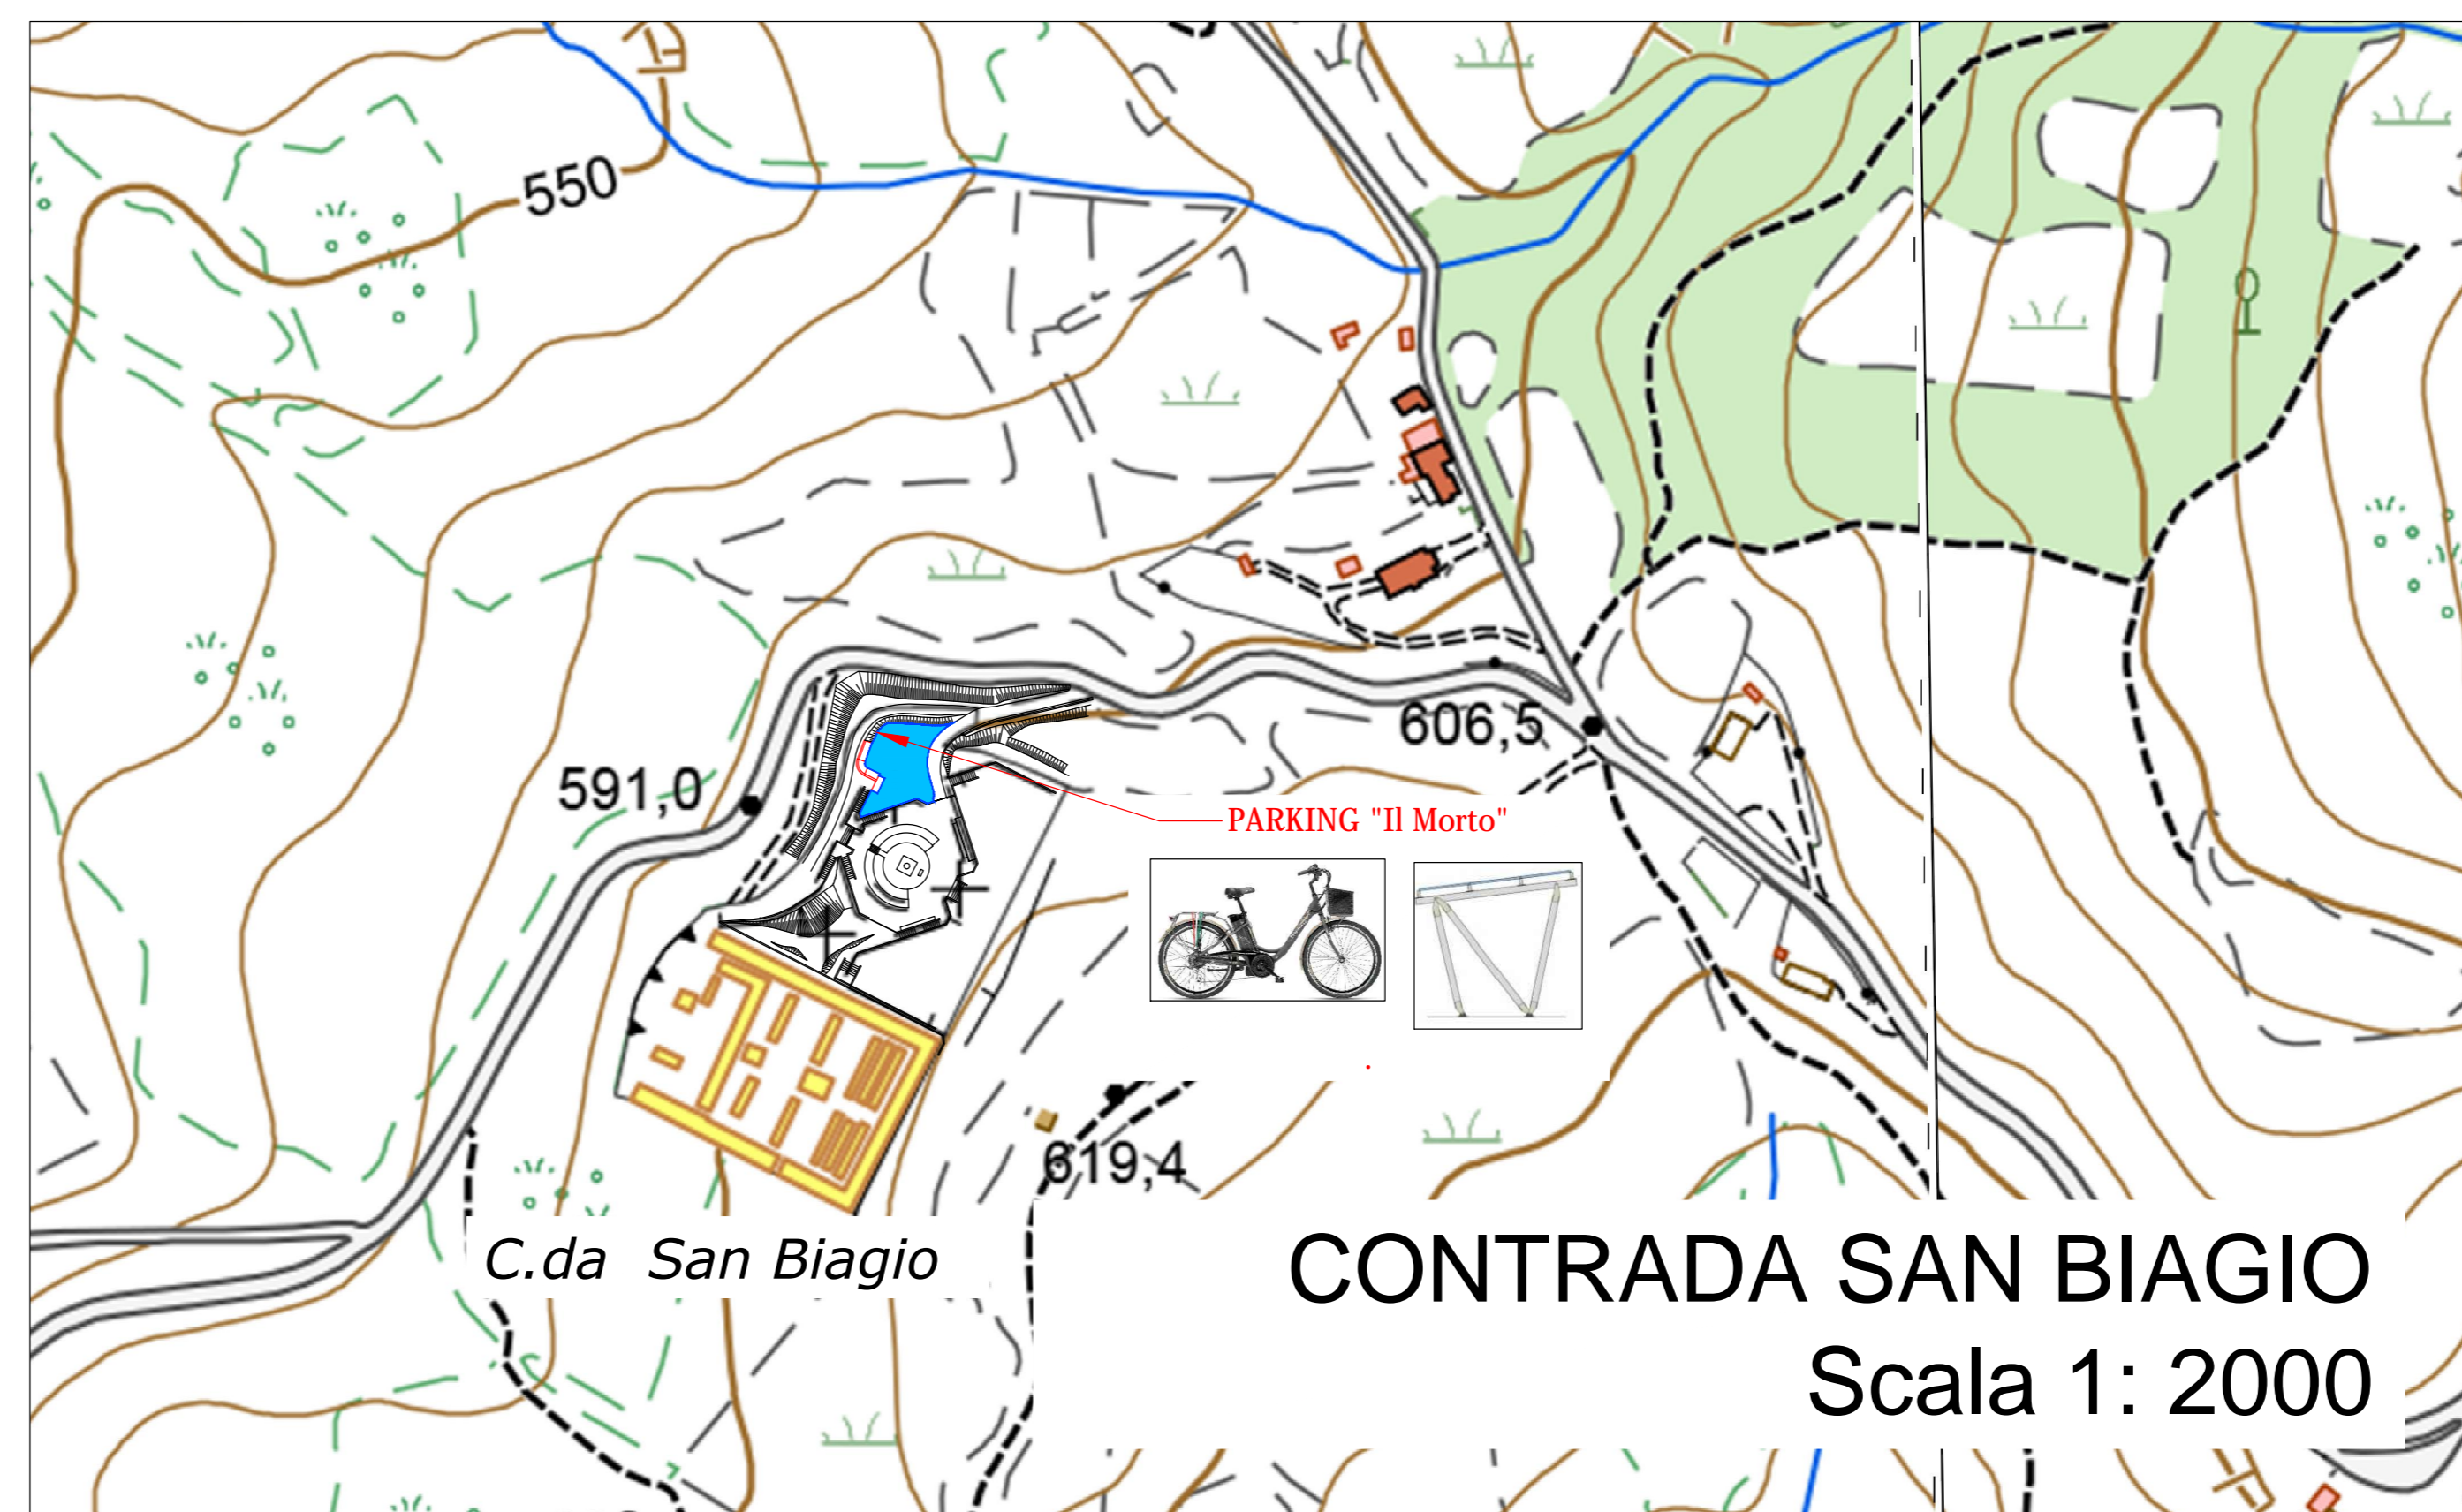 550
606,5
591,0
PARKING "Il Morto"
619,4
C.da San Biagio
CONTRADA SAN BIAGIO
Scala 1: 2000